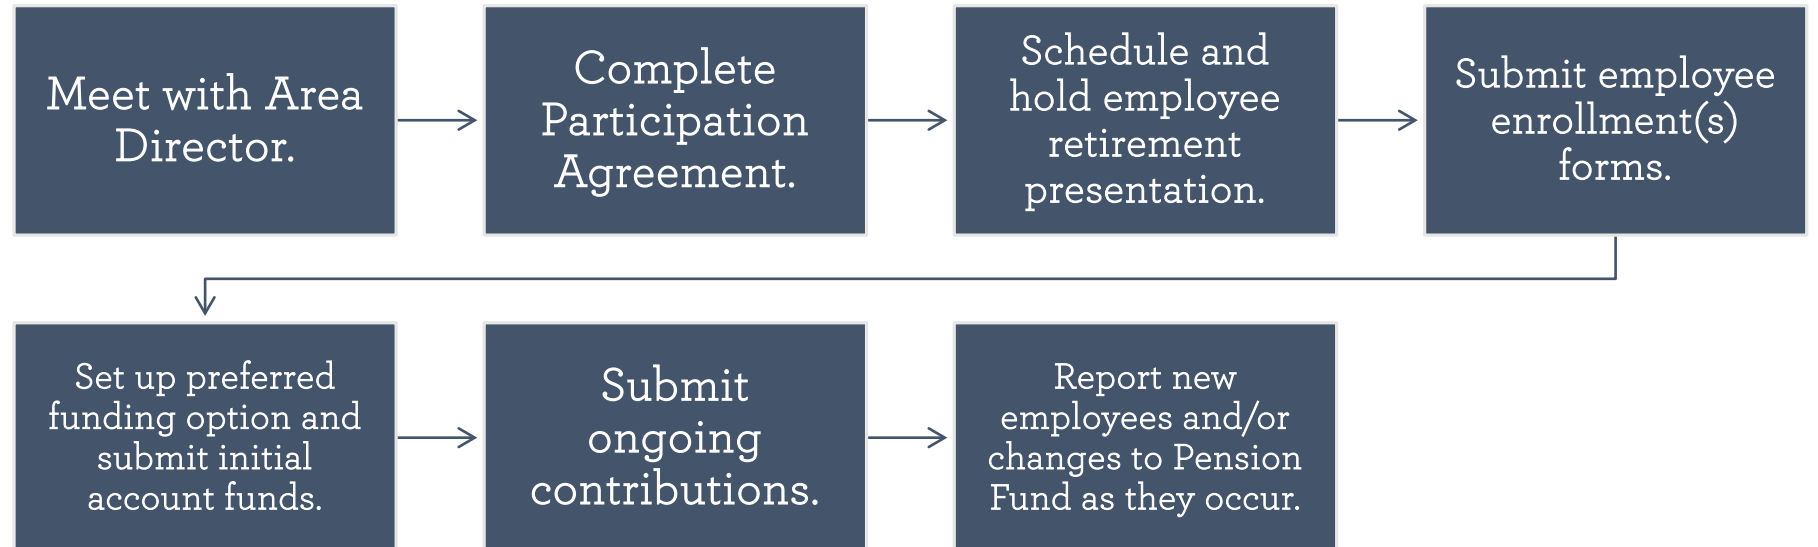 Meet with Area
Director.
Complete
Participation
Agreement.
Schedule and
hold employee
retirement
presentation.
Submit employee
enrollment(s)
forms.
Set up preferred
funding option and
submit initial
account funds.
Submit
ongoing
contributions.
Report new
employees and/or
changes to Pension
Fund as they occur.